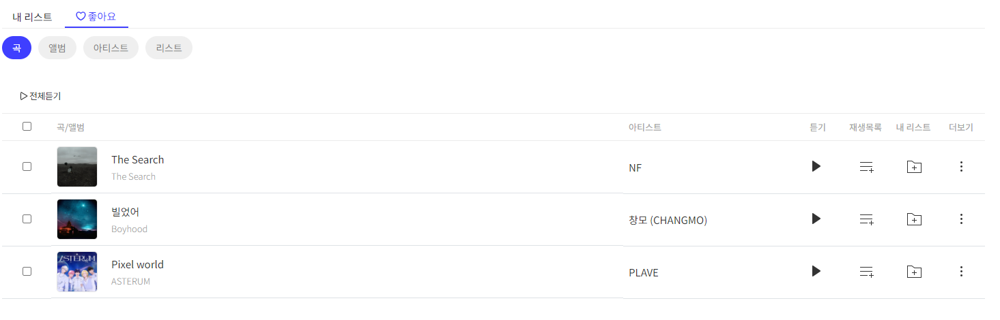 내 리스트 좋아요
곡 앨범 아티스트 리스트
전체듣기
곡/앨범 아티스트 듣기 재생목록 내 리스트 더보기
The Search
The Search
NF
빌었어
Boyhood
창모 (CHANGMO)
ASTERUM
Pixel world
ASTERUM
PLAVE